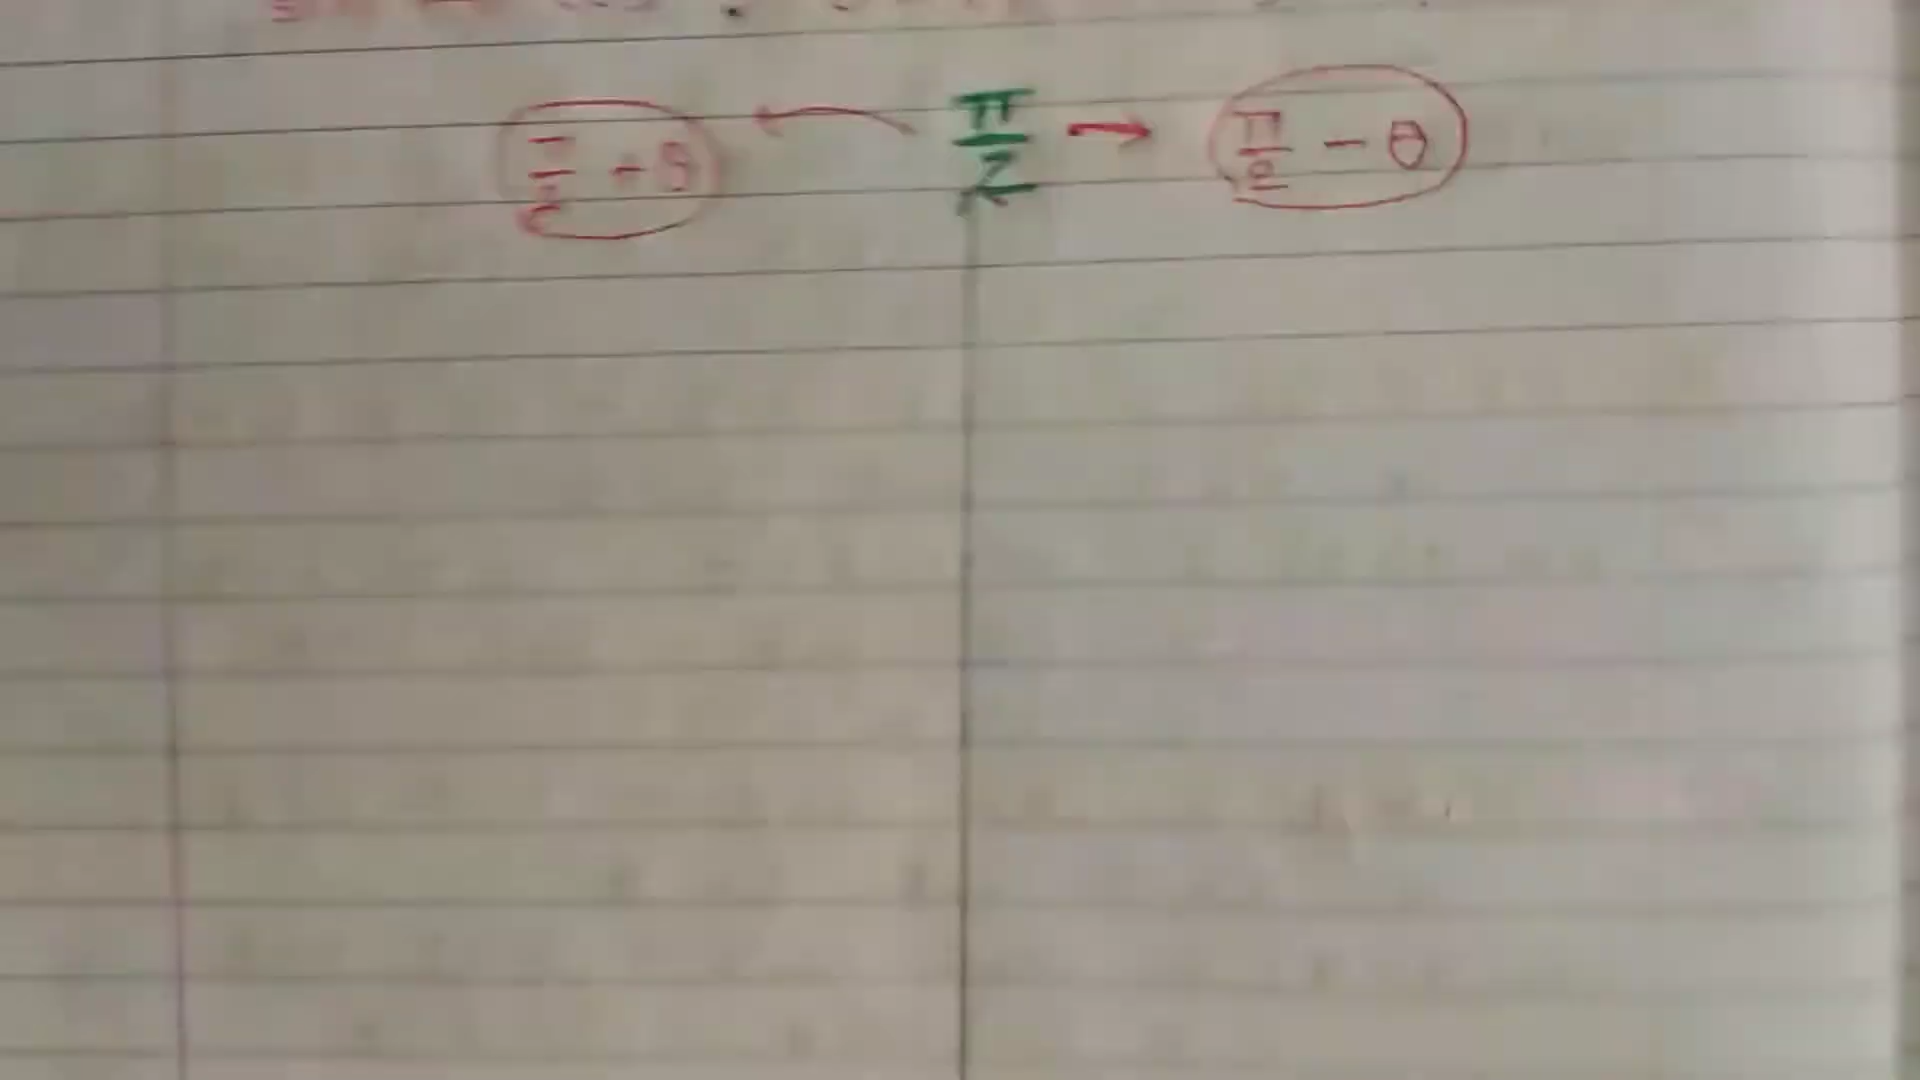 π/2 + θ ← π/2 → π/2 − θ